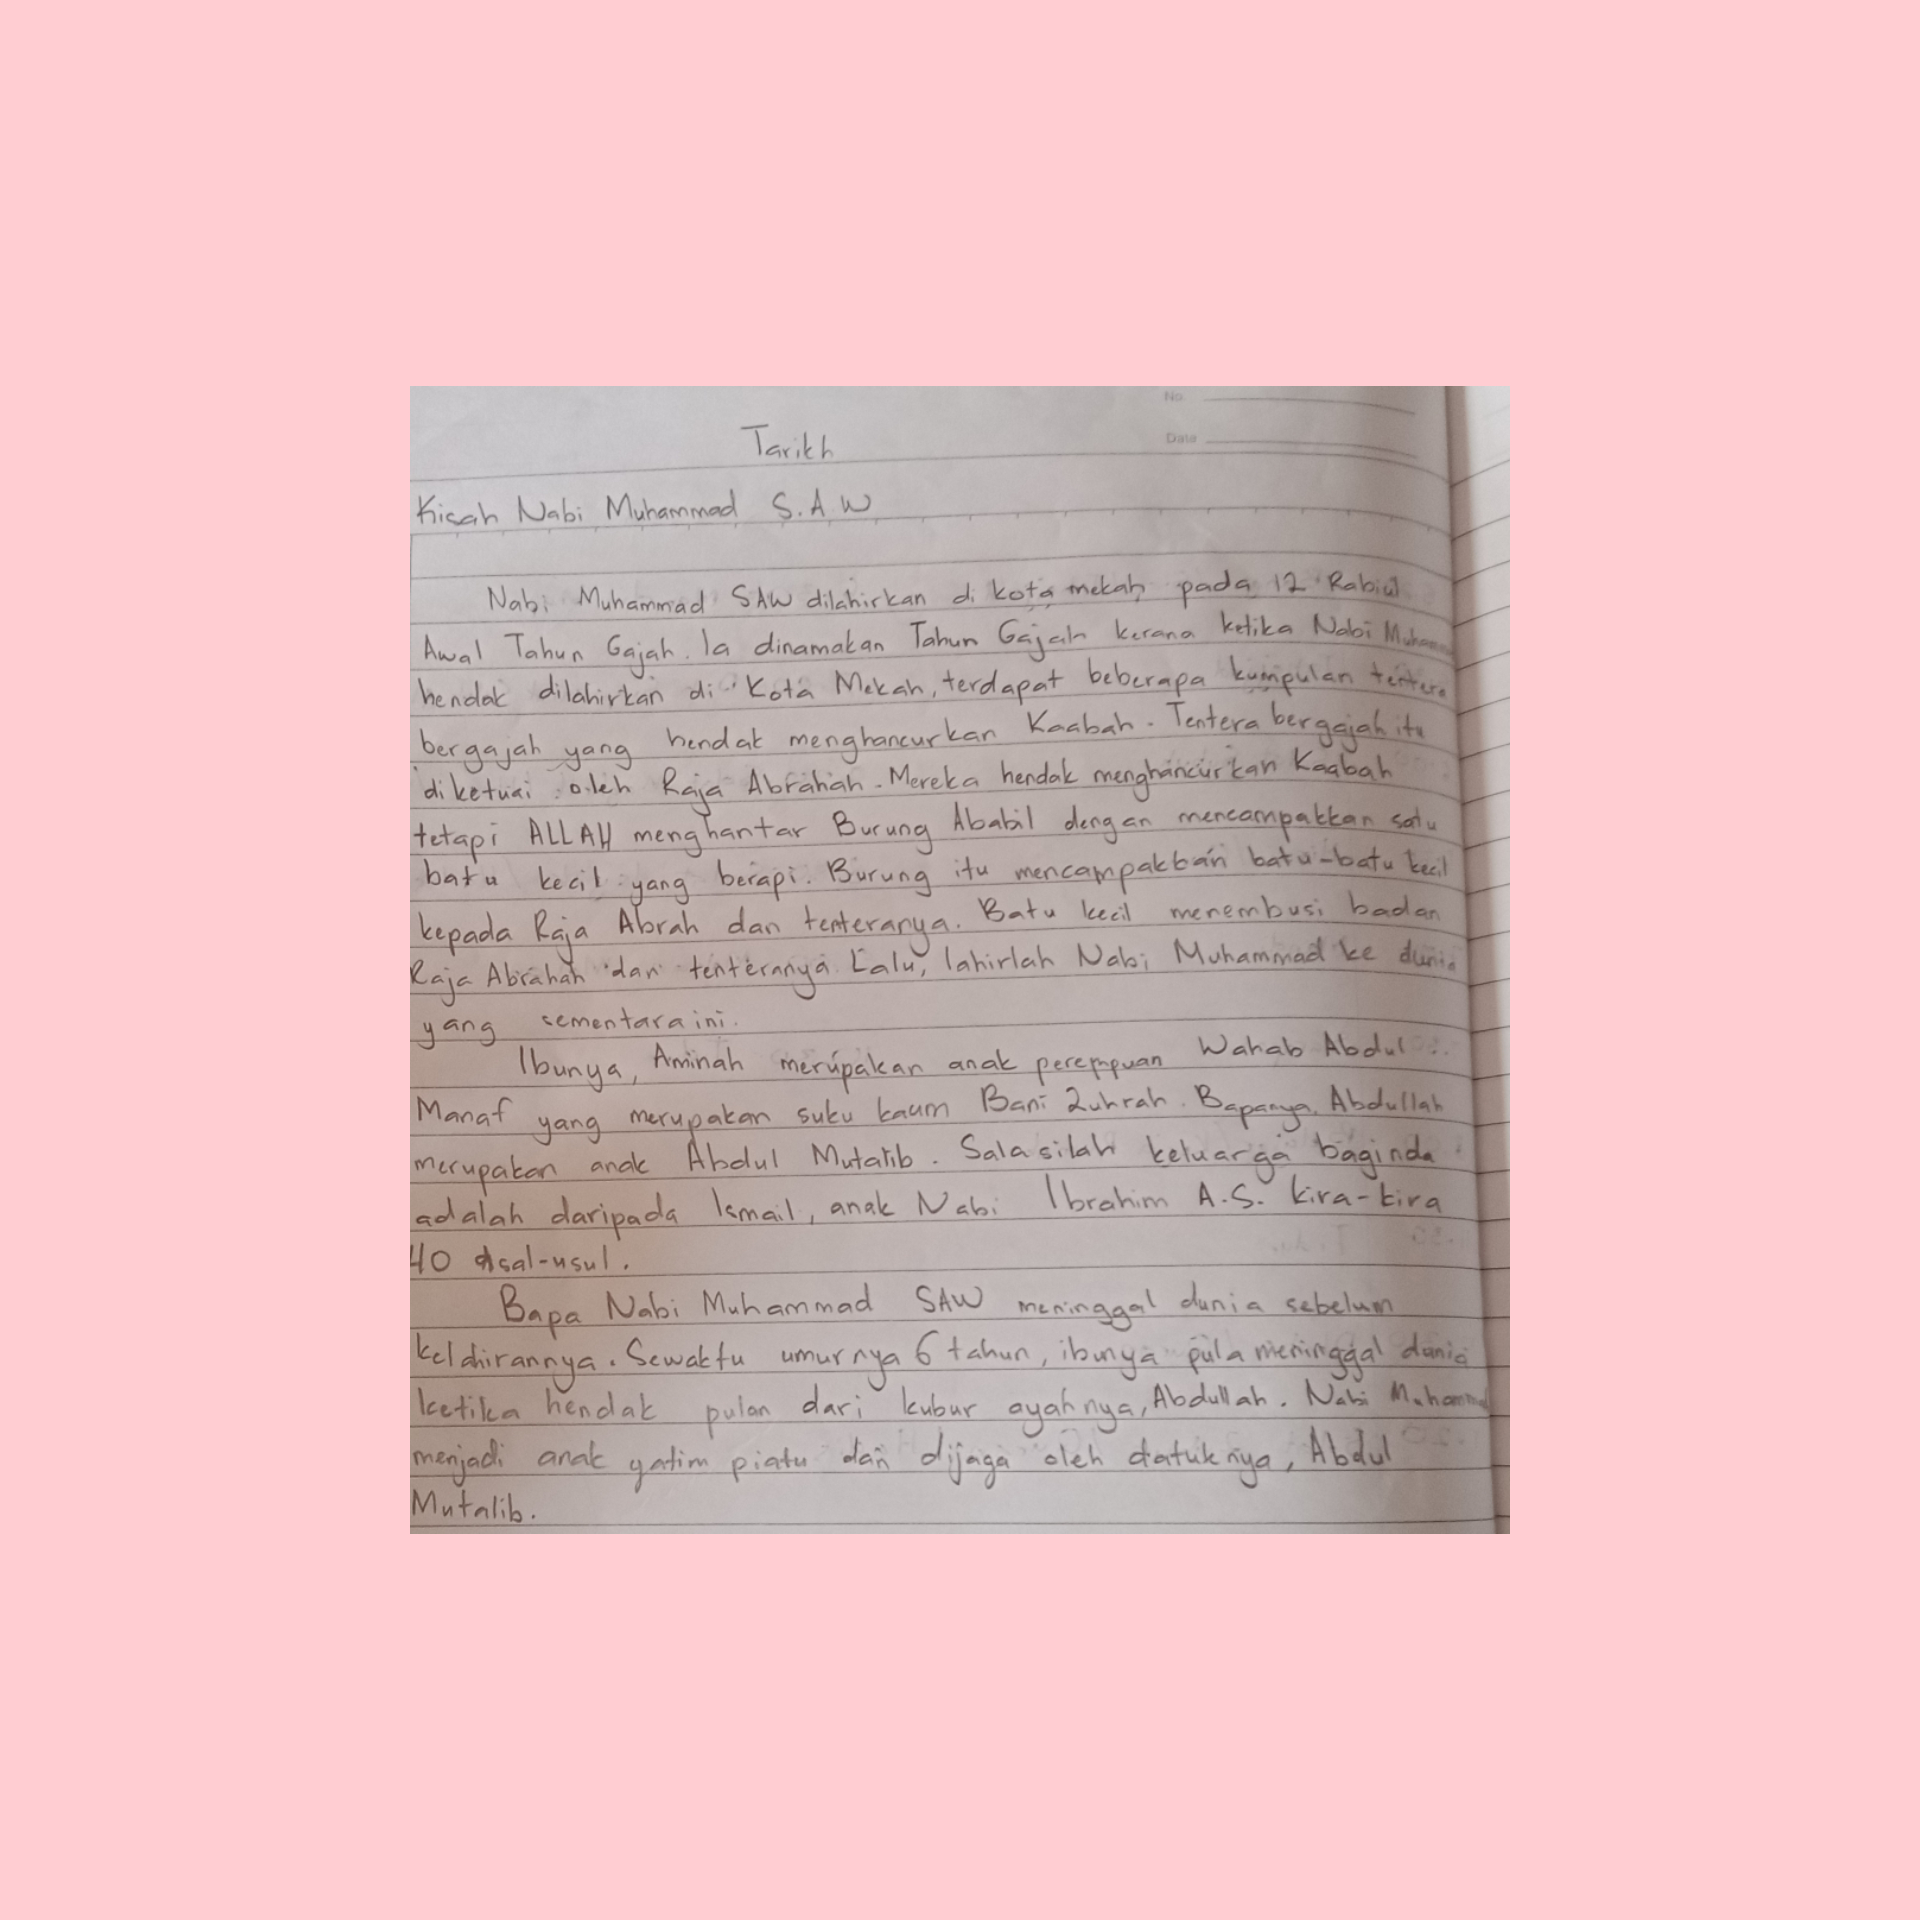 No.
Date
Tarikh
Kisah Nabi Muhammad S.A.W
Nabi Muhammad SAW dilahirkan di kota mekah pada 12 Rabiul
Awal Tahun Gajah. Ia dinamakan Tahun Gajah kerana ketika Nabi
hendak dilahirkan di Kota Mekah, terdapat beberapa kumpulan tentera
bergajah yang hendak menghancurkan Kaabah. Tentera bergajah itu
diketuai oleh Raja Abrahah. Mereka hendak menghancurkan Kaabah
tetapi ALLAH menghantar Burung Ababil dengan mencampakkan satu
batu kecil yang berapi. Burung itu mencampakkan batu-batu kecil
kepada Raja Abrah dan tenteranya. Batu kecil menembusi badan
Raja Abrahah dan tenteranya. Lalu, lahirlah Nabi Muhammad ke dunia
yang sementara ini.
Ibunya, Aminah merupakan anak perempuan Wahab Abdul
Manaf yang merupakan suku kaum Bani Zuhrah. Bapanya, Abdullah
merupakan anak Abdul Mutalib. Salasilah keluarga baginda
adalah daripada Ismail, anak Nabi Ibrahim A.S. kira-kira
40 asal-usul.
Bapa Nabi Muhammad SAW meninggal dunia sebelum
kelahirannya. Sewaktu umurnya 6 tahun, ibunya pula meninggal dunia
ketika hendak pulan dari kubur ayahnya, Abdullah. Nabi
menjadi anak yatim piatu dan dijaga oleh datuknya, Abdul
Mutalib.